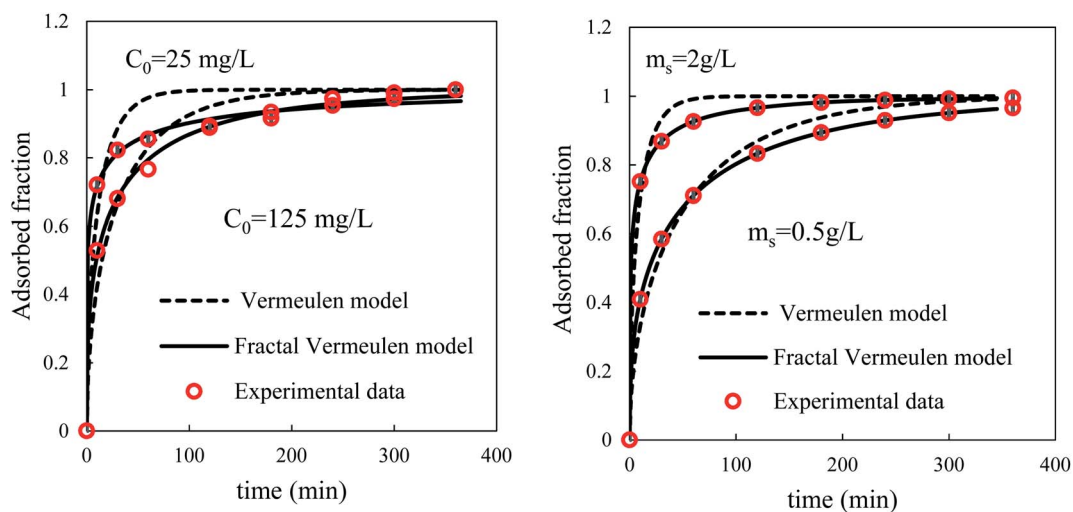 1.2
C₀=25 mg/L
1
0.8
0.6
C₀=125 mg/L
0.4
Vermeulen model
Fractal Vermeulen model
0.2
Experimental data
0
0 100 200 300 400
time (min)
Adsorbed fraction
1.2
mₛ=2g/L
1
0.8
0.6
mₛ=0.5g/L
0.4
Vermeulen model
Fractal Vermeulen model
0.2
Experimental data
0
0 100 200 300 400
time (min)
Adsorbed fraction